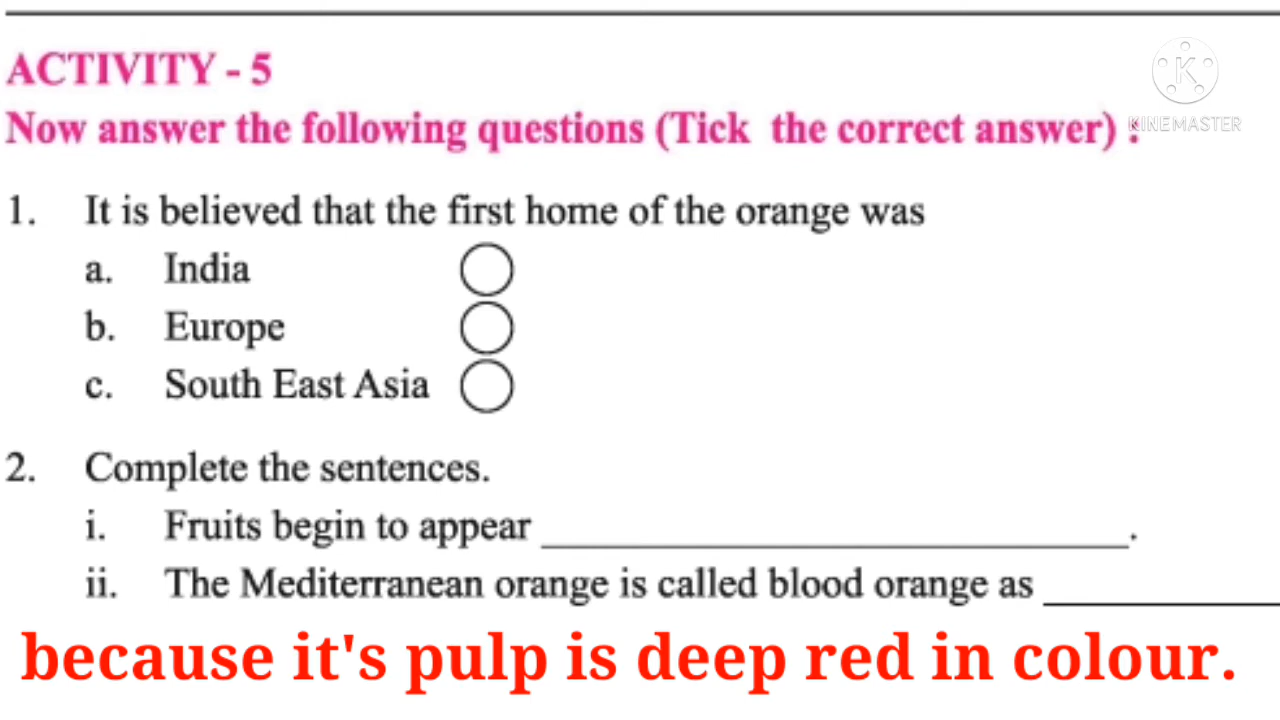 ACTIVITY - 5
Now answer the following questions (Tick the correct answer) :
KINEMASTER
1. It is believed that the first home of the orange was
a. India
b. Europe
c. South East Asia
2. Complete the sentences.
i. Fruits begin to appear ______________________________.
ii. The Mediterranean orange is called blood orange as ____________
because it's pulp is deep red in colour.